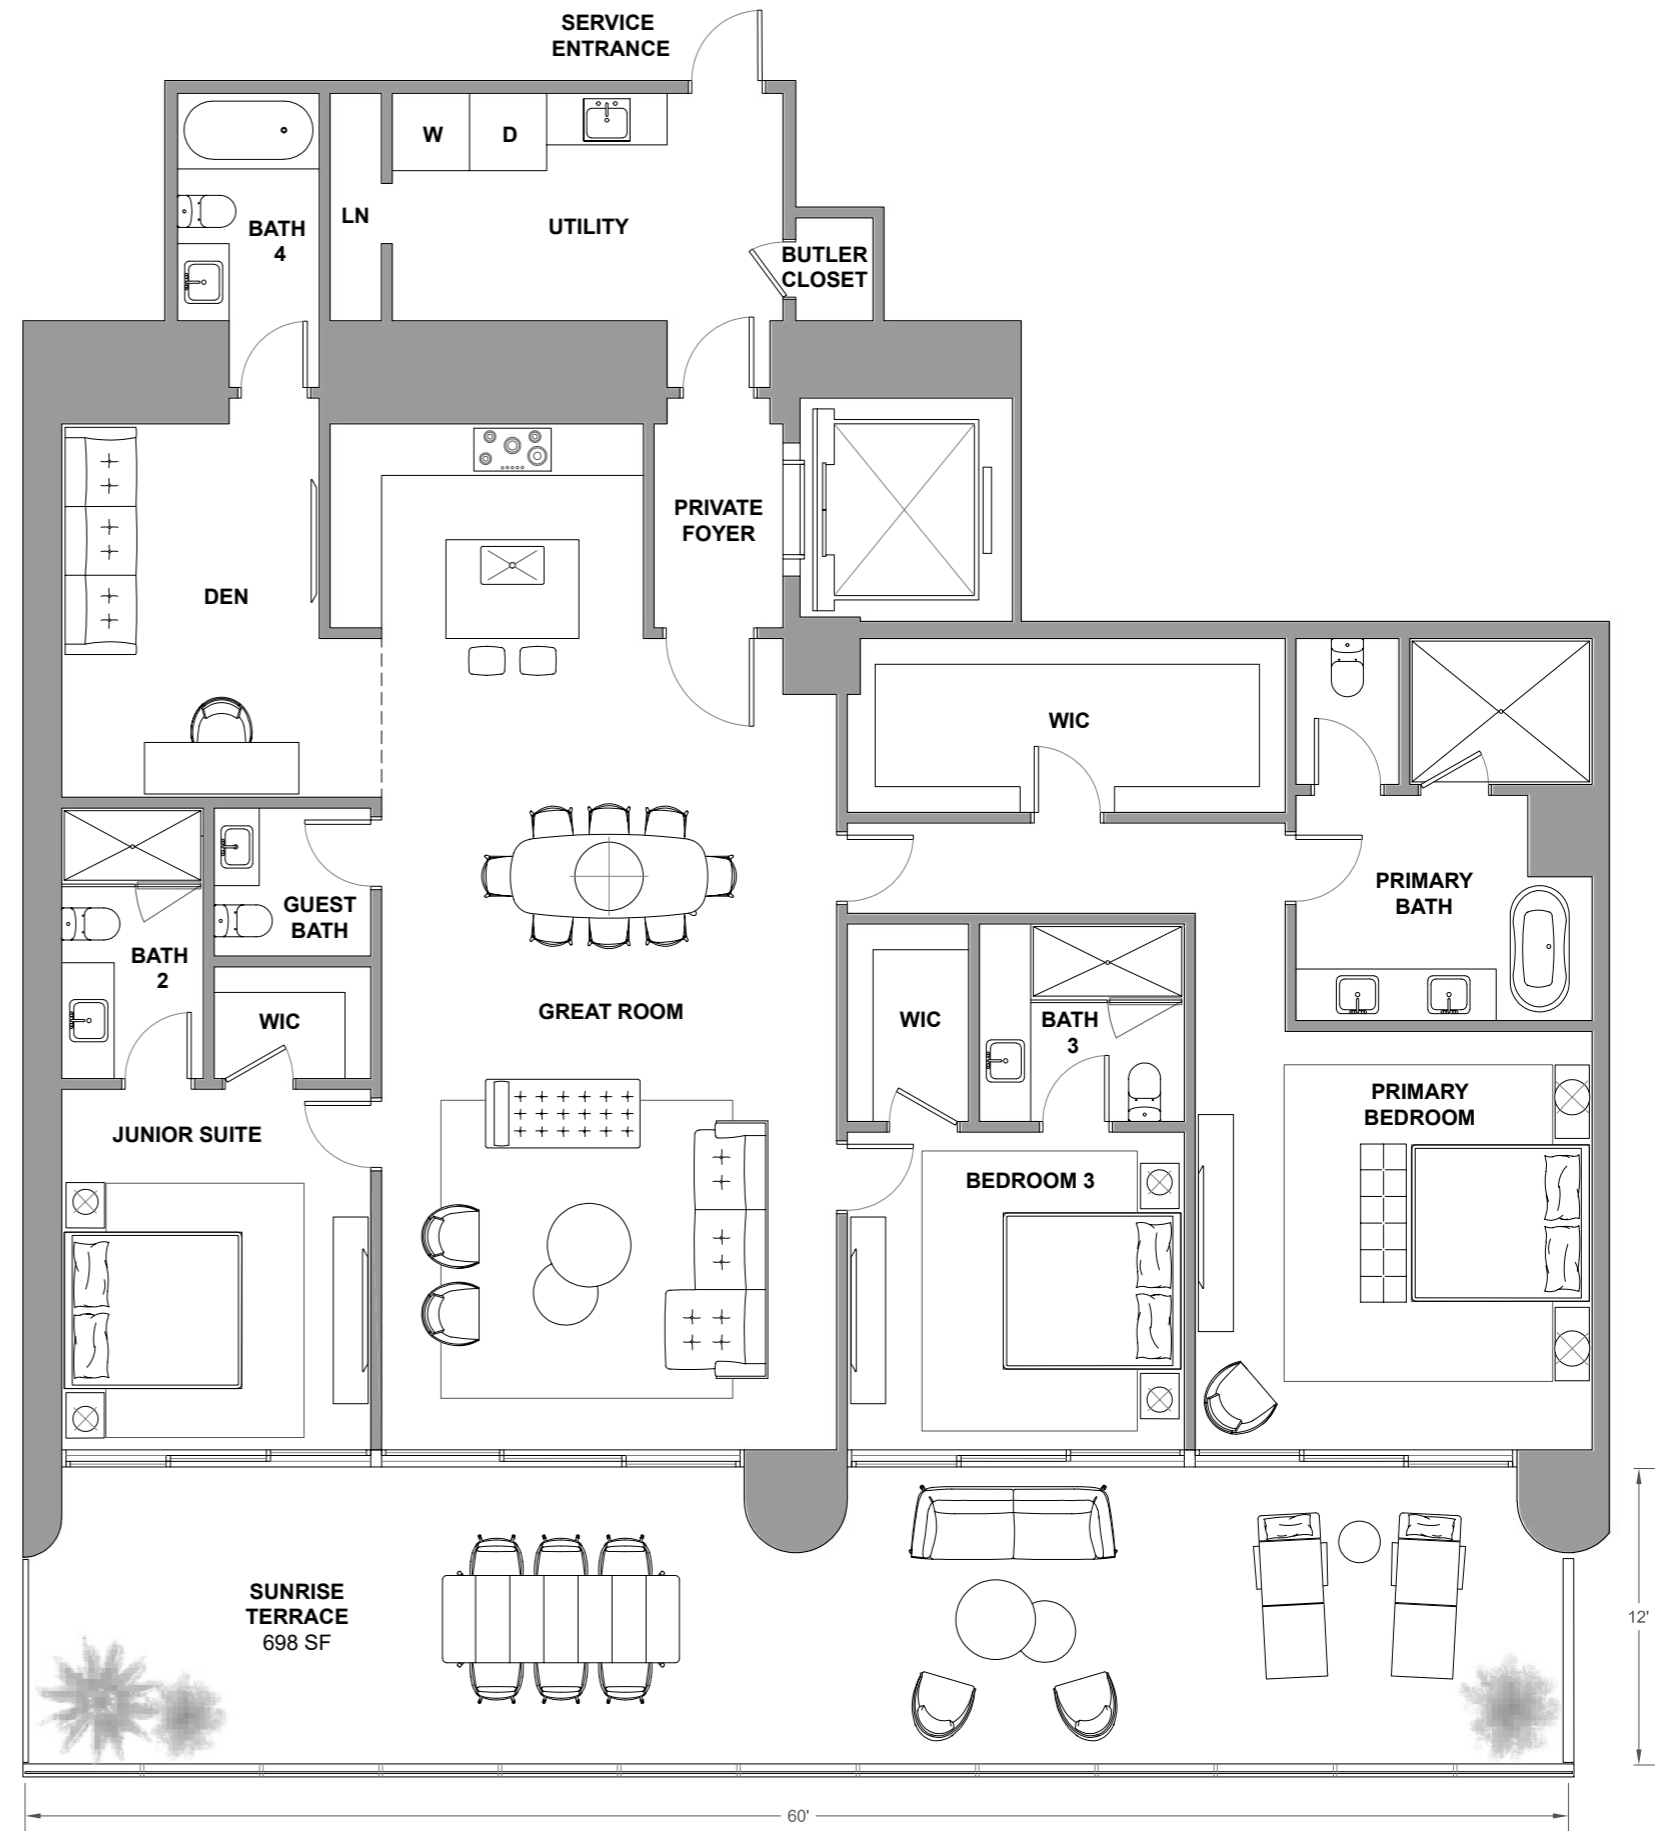 SERVICE
ENTRANCE
W
D
LN
BATH
4
UTILITY
BUTLER
CLOSET
PRIVATE
FOYER
DEN
WIC
PRIMARY
BATH
GUEST
BATH
BATH
2
WIC
GREAT ROOM
WIC
BATH
3
PRIMARY
BEDROOM
JUNIOR SUITE
BEDROOM 3
SUNRISE
TERRACE
698 SF
12'
60'